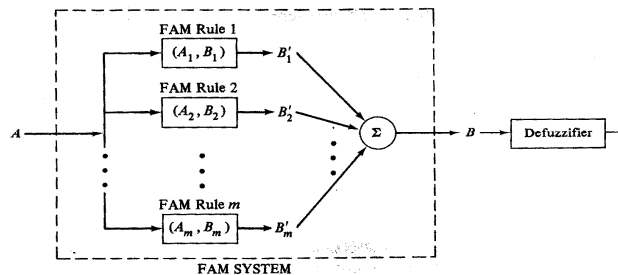 FAM Rule 1
(A₁, B₁)
B′₁
FAM Rule 2
(A₂, B₂)
B′₂
A
Σ
B
Defuzzifier
FAM Rule m
(Aₘ, Bₘ)
B′ₘ
FAM SYSTEM